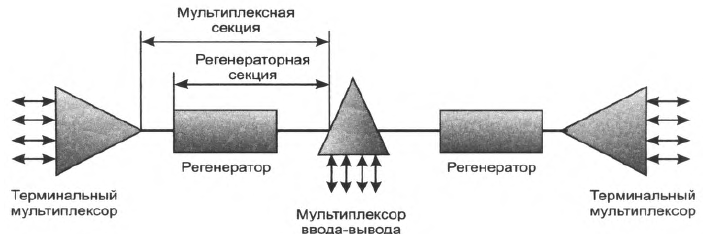 Мультиплексная
секция
Регенераторная
секция
Регенератор
Регенератор
Терминальный
мультиплексор
Мультиплексор
ввода-вывода
Терминальный
мультиплексор